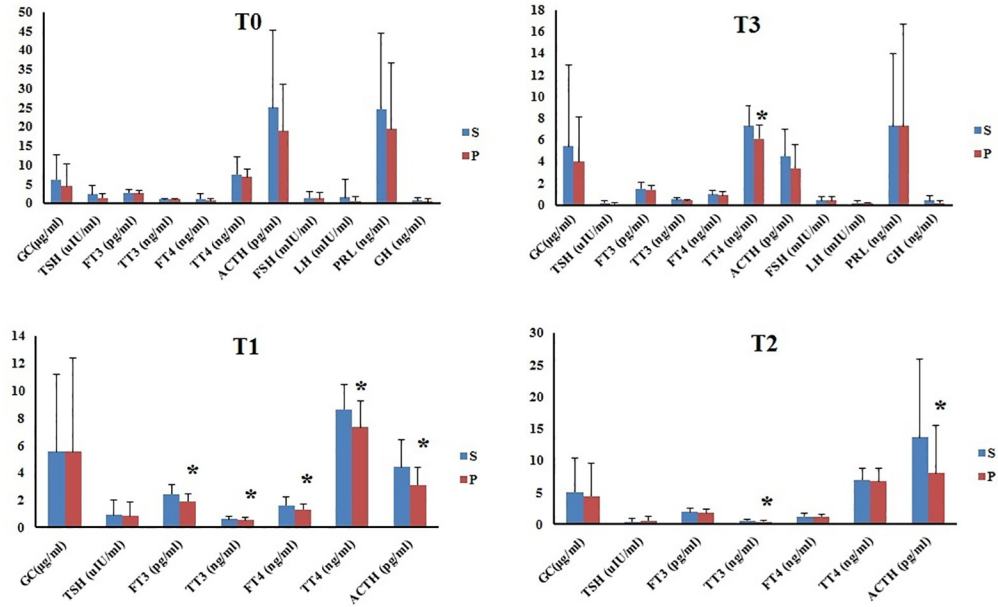 T0
50
45
40
35
30
25
20
15
10
5
0
S
P
GC(μg/ml)
TSH (uIU/ml)
FT3 (pg/ml)
TT3 (ng/ml)
FT4 (ng/ml)
TT4 (ng/ml)
ACTH (pg/ml)
FSH (mIU/ml)
LH (mIU/ml)
PRL (ng/ml)
GH (ng/ml)
T3
18
16
14
12
10
8
6
4
2
0
*
S
P
GC(μg/ml)
TSH (uIU/ml)
FT3 (pg/ml)
TT3 (ng/ml)
FT4 (ng/ml)
TT4 (ng/ml)
ACTH (pg/ml)
FSH (mIU/ml)
LH (mIU/ml)
PRL (ng/ml)
GH (ng/ml)
T1
14
12
10
8
6
4
2
0
* * * * *
S
P
GC(μg/ml)
TSH (uIU/ml)
FT3 (pg/ml)
TT3 (ng/ml)
FT4 (ng/ml)
TT4 (ng/ml)
ACTH (pg/ml)
T2
30
25
20
15
10
5
0
* *
S
P
GC(μg/ml)
TSH (uIU/ml)
FT3 (pg/ml)
TT3 (ng/ml)
FT4 (ng/ml)
TT4 (ng/ml)
ACTH (pg/ml)